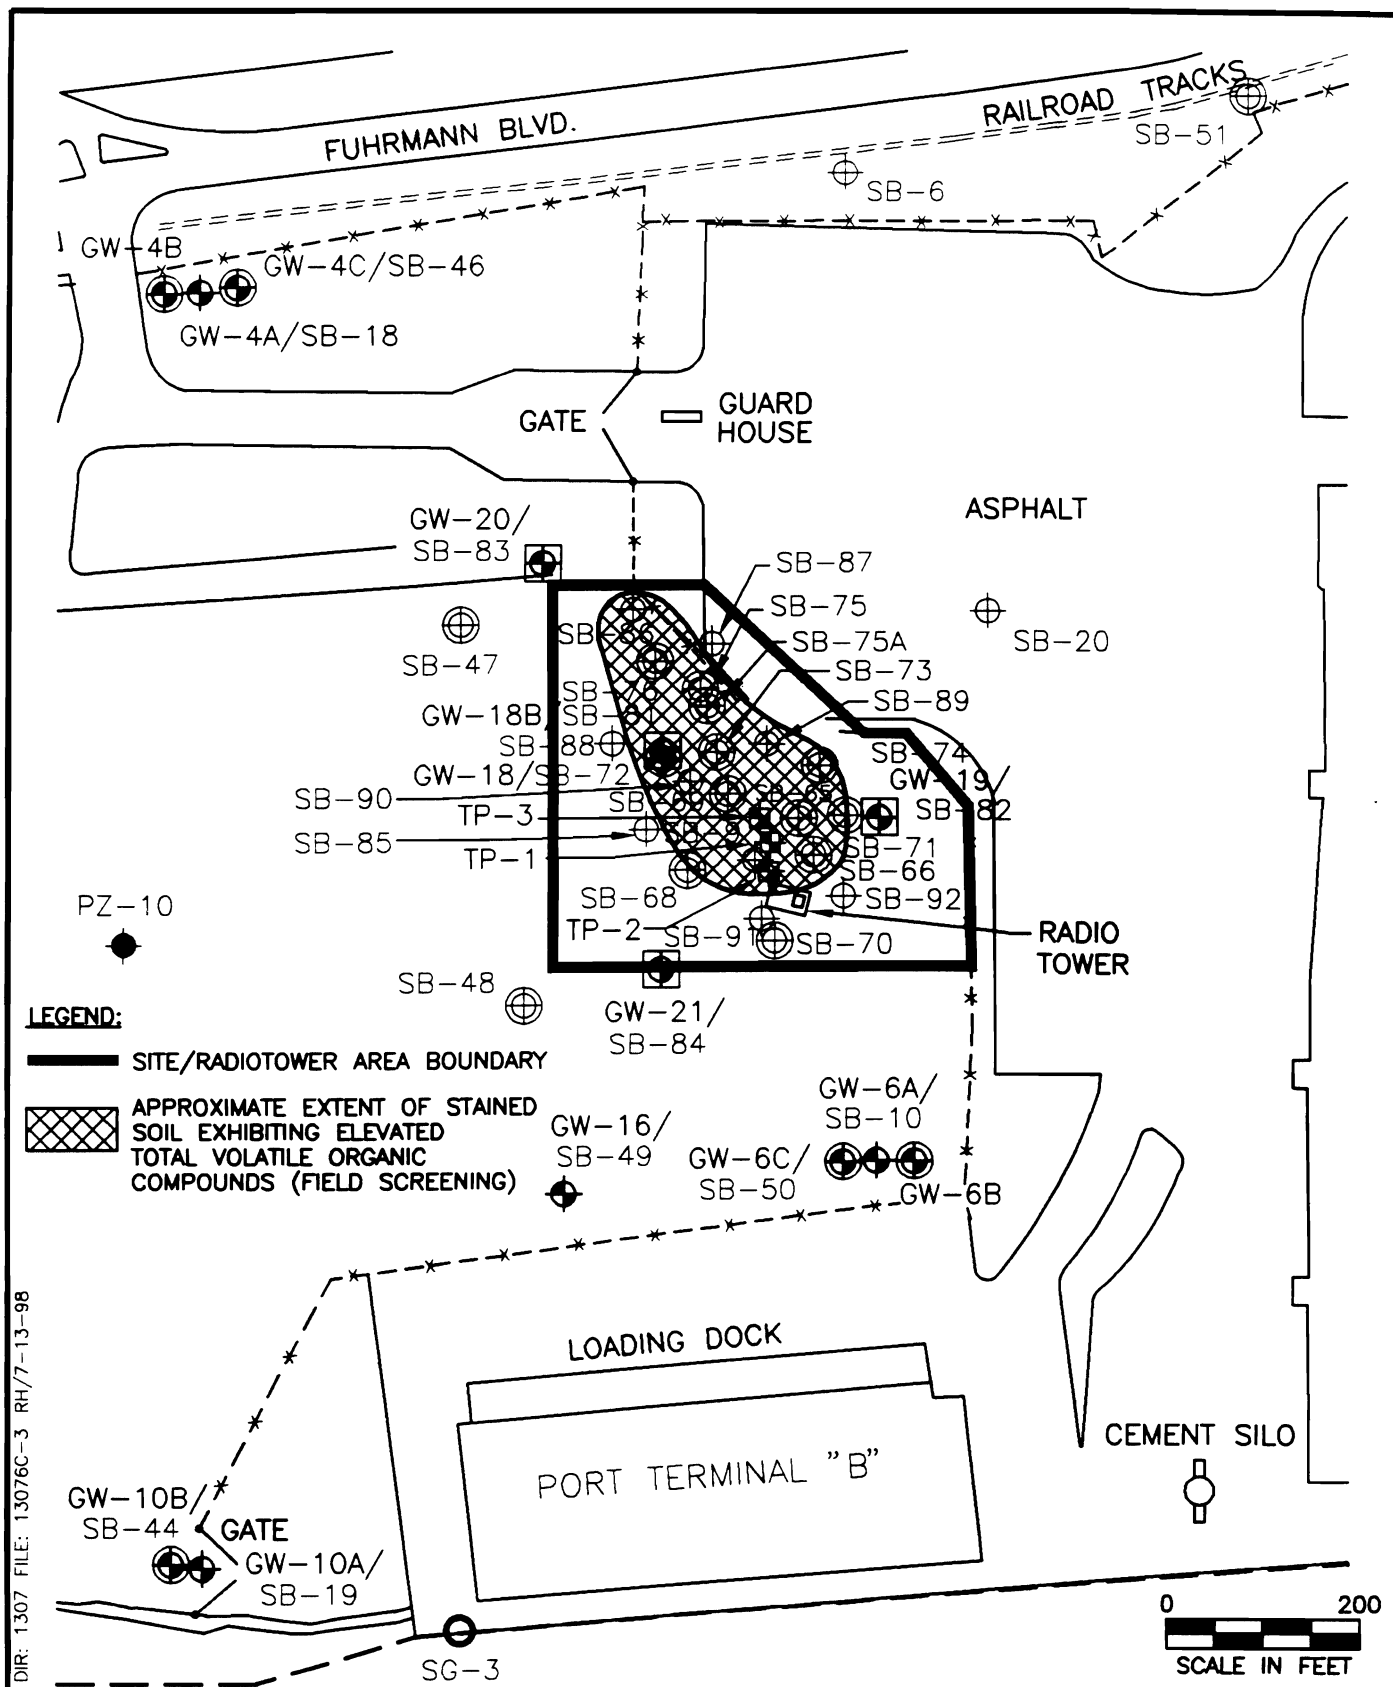 RAILROAD TRACKS
FUHRMANN BLVD.
SB-51
SB-6
GW-4B
GW-4C/SB-46
GW-4A/SB-18
GATE
GUARD
HOUSE
ASPHALT
GW-20/
SB-83
SB-87
SB-75
SB-75A
SB-73
SB-89
SB-20
SB-47
GW-18B/SB-
SB-88
SB-74
GW-18/SB-72
GW-19/
SB-82
SB-90
TP-3
SB-85
TP-1
SB-71
SB-66
SB-68
SB-92
PZ-10
TP-2
SB-91
SB-70
RADIO
TOWER
SB-48
GW-21/
SB-84
LEGEND:
SITE/RADIOTOWER AREA BOUNDARY
APPROXIMATE EXTENT OF STAINED
SOIL EXHIBITING ELEVATED
TOTAL VOLATILE ORGANIC
COMPOUNDS (FIELD SCREENING)
GW-6A/
SB-10
GW-16/
SB-49
GW-6C/
SB-50
GW-6B
LOADING DOCK
PORT TERMINAL "B"
CEMENT SILO
GW-10B/
SB-44
GATE
GW-10A/
SB-19
SG-3
0 200
SCALE IN FEET
DIR: 1307 FILE: 13076C-3 RH/7-13-98